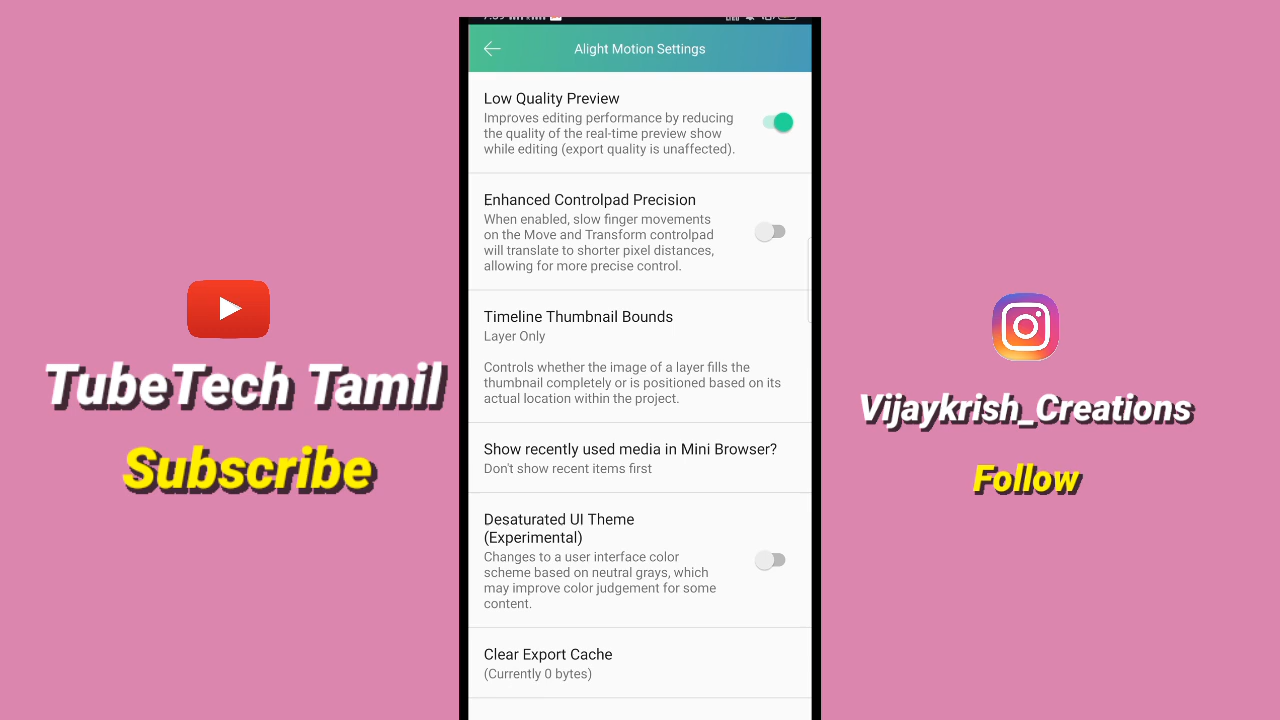 Alight Motion Settings
Low Quality Preview
Improves editing performance by reducing
the quality of the real-time preview show
while editing (export quality is unaffected).
Enhanced Controlpad Precision
When enabled, slow finger movements
on the Move and Transform controlpad
will translate to shorter pixel distances,
allowing for more precise control.
Timeline Thumbnail Bounds
Layer Only
Controls whether the image of a layer fills the
thumbnail completely or is positioned based on its
actual location within the project.
Show recently used media in Mini Browser?
Don't show recent items first
Desaturated UI Theme
(Experimental)
Changes to a user interface color
scheme based on neutral grays, which
may improve color judgement for some
content.
Clear Export Cache
(Currently 0 bytes)
TubeTech Tamil
Subscribe
Vijaykrish_Creations
Follow